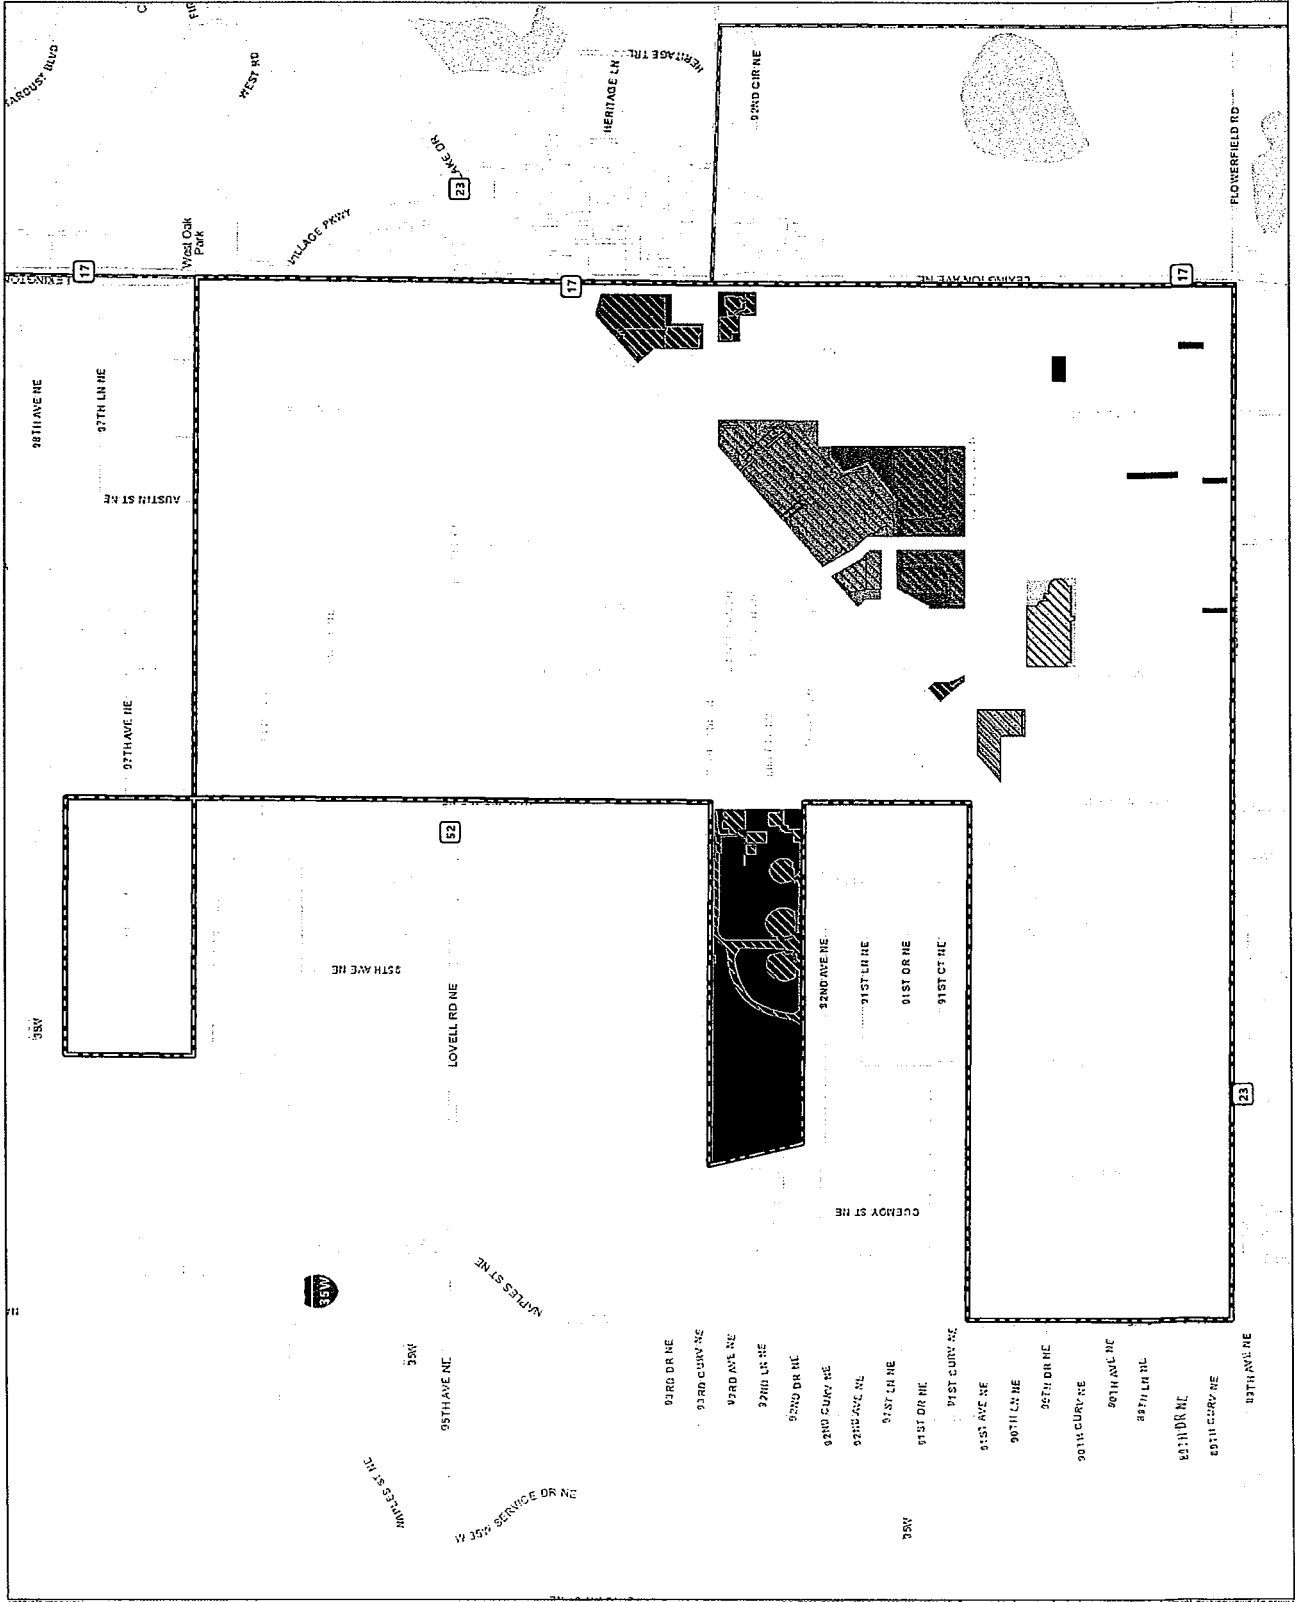 WEST RD
HERITAGE TRL
HERITAGE LN
92ND CIR NE
LAKE DR
23
FLOWERFIELD RD
West Oak
Park
VILLAGE PKWY
17
17
LEXINGTON AVE NE
17
98TH AVE NE
97TH LN NE
AUSTIN ST NE
97TH AVE NE
52
95TH AVE NE
LOVELL RD NE
92ND AVE NE
91ST LN NE
91ST DR NE
91ST CT NE
35W
23
QUEMOY ST NE
35W
NAPLES ST NE
35W
95TH AVE NE
93RD DR NE
93RD CURV NE
93RD AVE NE
92ND LN NE
92ND DR NE
92ND CURV NE
92ND AVE NE
91ST LN NE
91ST DR NE
91ST CURV NE
91ST AVE NE
90TH LN NE
90TH DR NE
90TH CURV NE
90TH AVE NE
89TH LN NE
89TH DR NE
89TH CURV NE
89TH AVE NE
NAPLES ST NE
W 35W SERVICE DR NE
35W